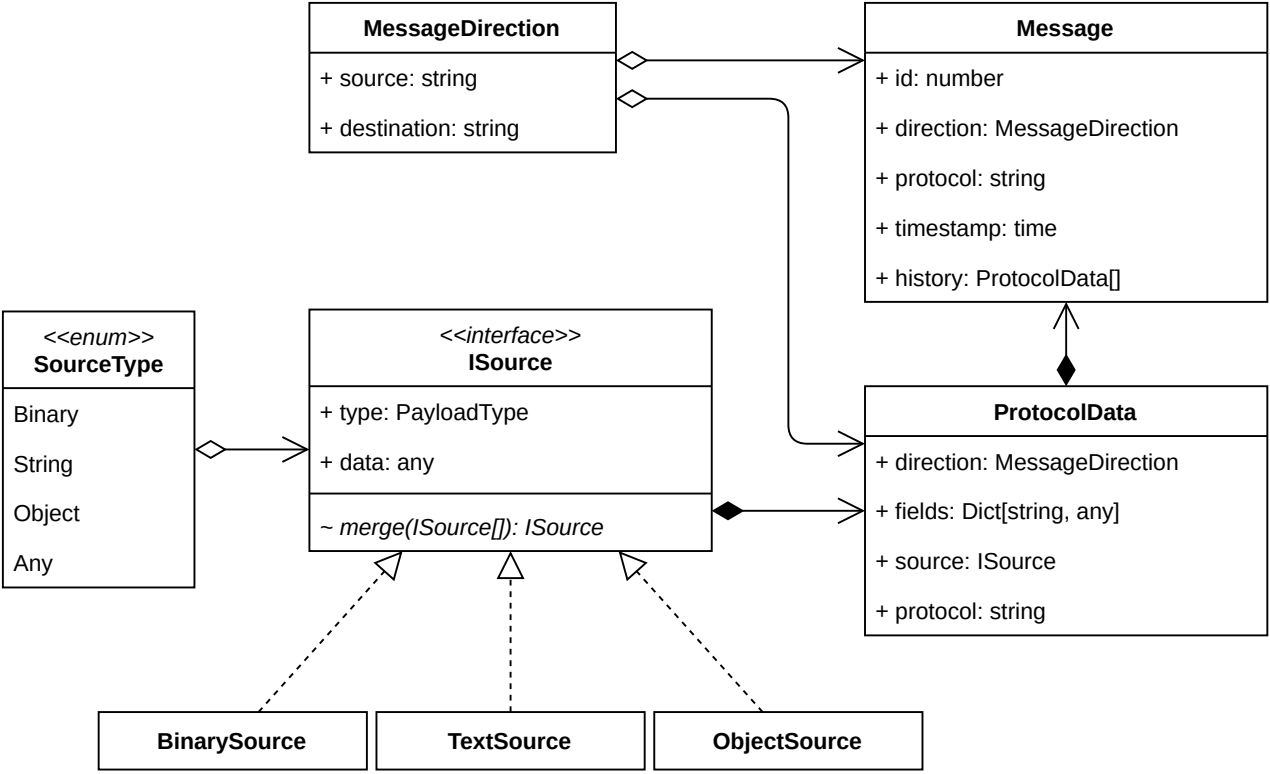 MessageDirection
+ source: string
+ destination: string
Message
+ id: number
+ direction: MessageDirection
+ protocol: string
+ timestamp: time
+ history: ProtocolData[]
<<enum>>
SourceType
Binary
String
Object
Any
<<interface>>
ISource
+ type: PayloadType
+ data: any
~ merge(ISource[]): ISource
ProtocolData
+ direction: MessageDirection
+ fields: Dict[string, any]
+ source: ISource
+ protocol: string
BinarySource
TextSource
ObjectSource